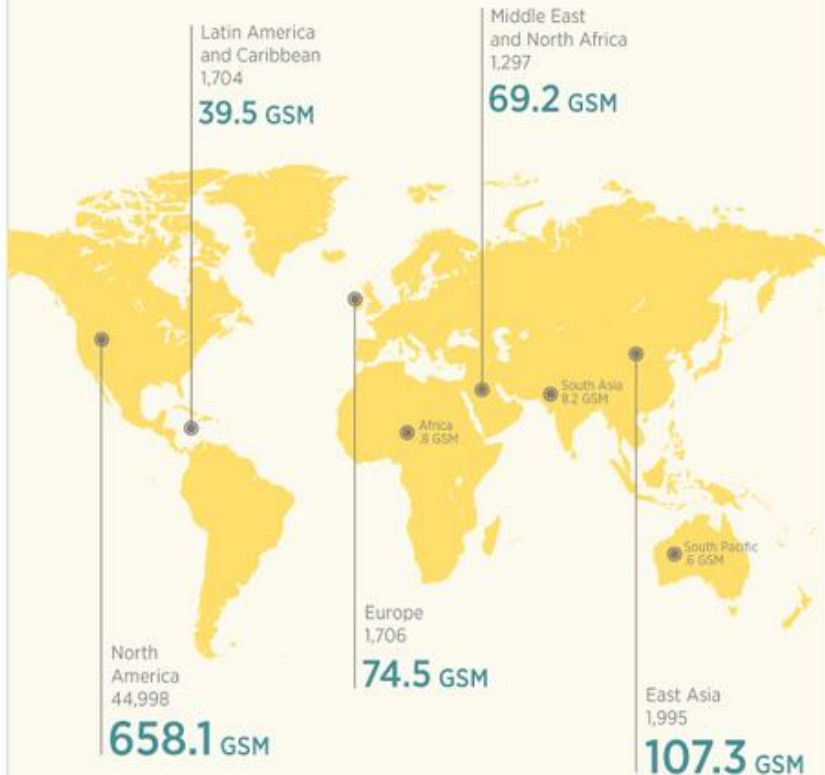 Latin America
and Caribbean
1,704
39.5 GSM
Middle East
and North Africa
1,297
69.2 GSM
South Asia
8.2 GSM
Africa
.8 GSM
South Pacific
.6 GSM
Europe
1,706
74.5 GSM
North
America
44,998
658.1 GSM
East Asia
1,995
107.3 GSM